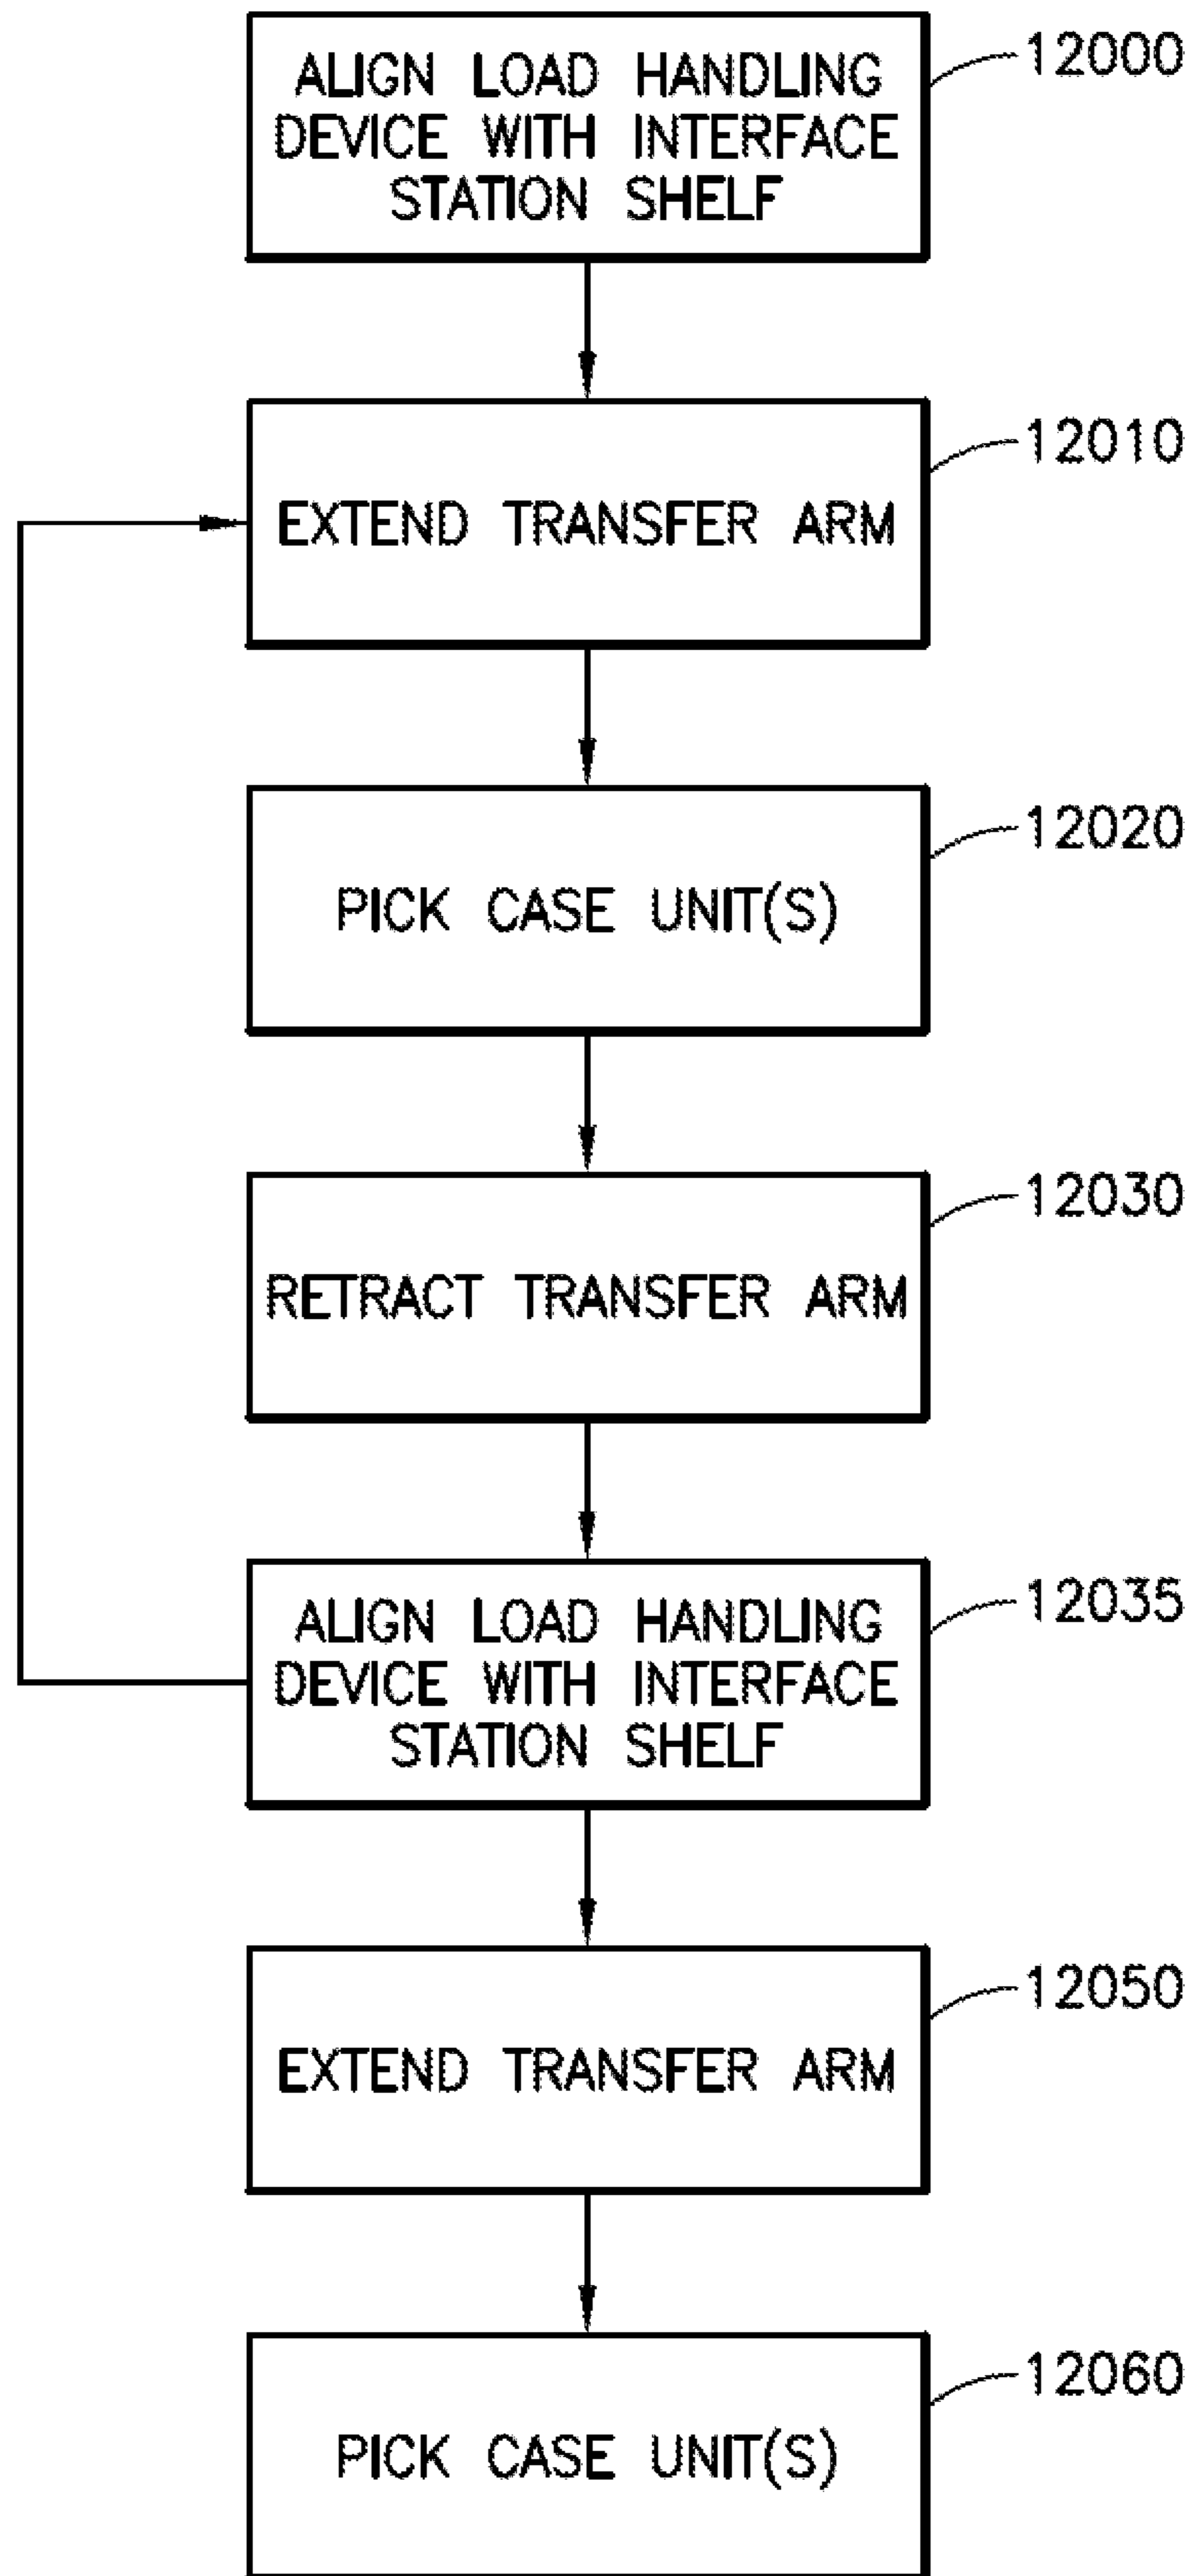 ALIGN LOAD HANDLING
DEVICE WITH INTERFACE
STATION SHELF
12000
EXTEND TRANSFER ARM
12010
PICK CASE UNIT(S)
12020
RETRACT TRANSFER ARM
12030
ALIGN LOAD HANDLING
DEVICE WITH INTERFACE
STATION SHELF
12035
EXTEND TRANSFER ARM
12050
PICK CASE UNIT(S)
12060